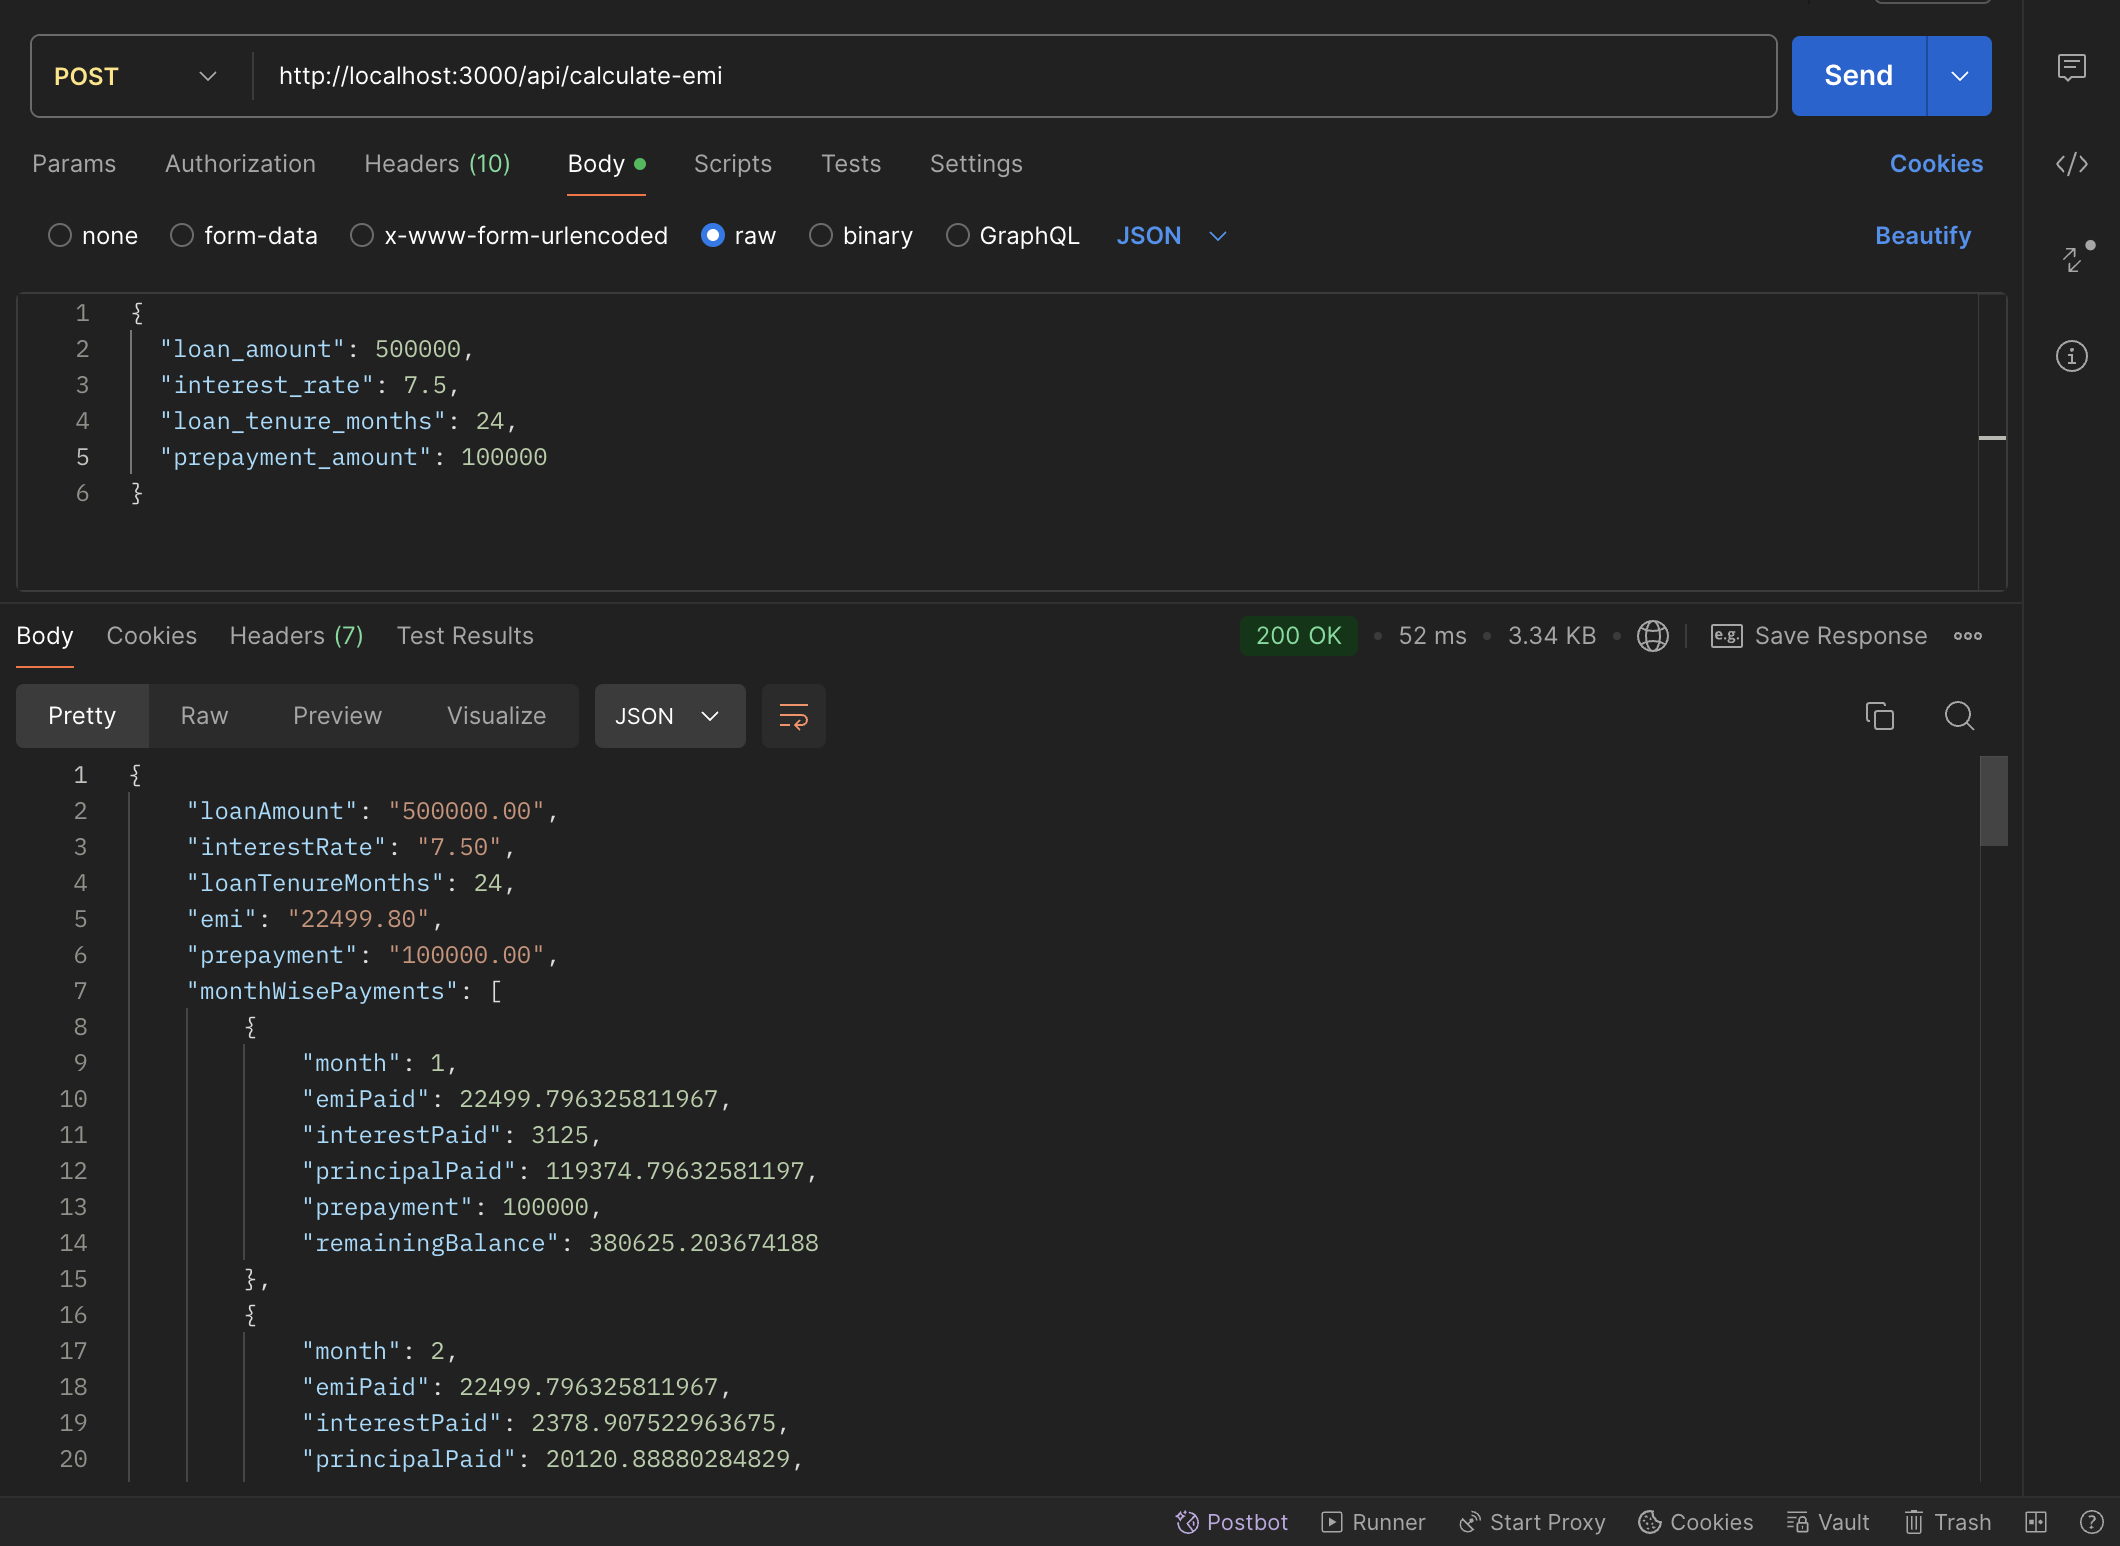 POST http://localhost:3000/api/calculate-emi Send
Params Authorization Headers (10) Body Scripts Tests Settings Cookies
none form-data x-www-form-urlencoded raw binary GraphQL JSON Beautify
1 {
2 "loan_amount": 500000,
3 "interest_rate": 7.5,
4 "loan_tenure_months": 24,
5 "prepayment_amount": 100000
6 }
Body Cookies Headers (7) Test Results 200 OK • 52 ms • 3.34 KB • e.g. Save Response
Pretty Raw Preview Visualize JSON
1 {
2 "loanAmount": "500000.00",
3 "interestRate": "7.50",
4 "loanTenureMonths": 24,
5 "emi": "22499.80",
6 "prepayment": "100000.00",
7 "monthWisePayments": [
8 {
9 "month": 1,
10 "emiPaid": 22499.796325811967,
11 "interestPaid": 3125,
12 "principalPaid": 119374.79632581197,
13 "prepayment": 100000,
14 "remainingBalance": 380625.203674188
15 },
16 {
17 "month": 2,
18 "emiPaid": 22499.796325811967,
19 "interestPaid": 2378.907522963675,
20 "principalPaid": 20120.88880284829,
Postbot Runner Start Proxy Cookies Vault Trash